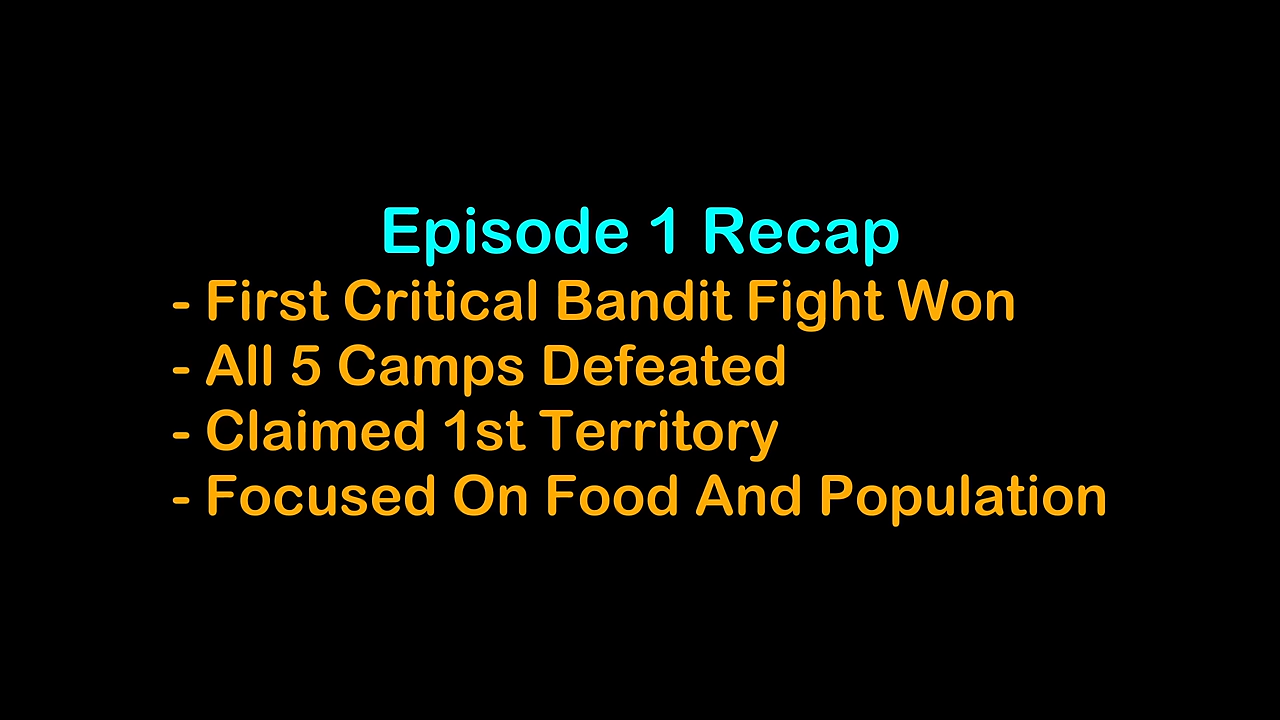 Episode 1 Recap
- First Critical Bandit Fight Won
- All 5 Camps Defeated
- Claimed 1st Territory
- Focused On Food And Population